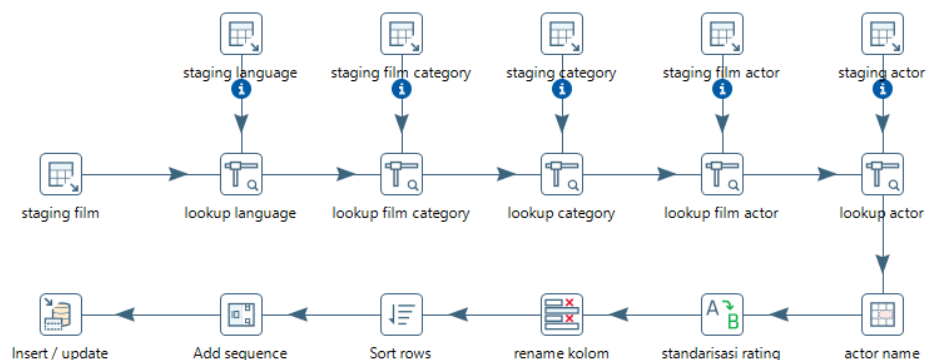 staging language
staging film category
staging category
staging film actor
staging actor
staging film
lookup language
lookup film category
lookup category
lookup film actor
lookup actor
A
B
Insert / update
Add sequence
Sort rows
rename kolom
standarisasi rating
actor name